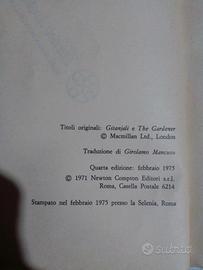 Titoli originali: Gitanjali e The Gardener
© Macmillan Ltd., London
Traduzione di Girolamo Mancuso
Quarta edizione: febbraio 1975
© 1971 Newton Compton Editori s.r.l.
Roma, Casella Postale 6214
Stampato nel febbraio 1975 presso la Selenia, Roma
subito